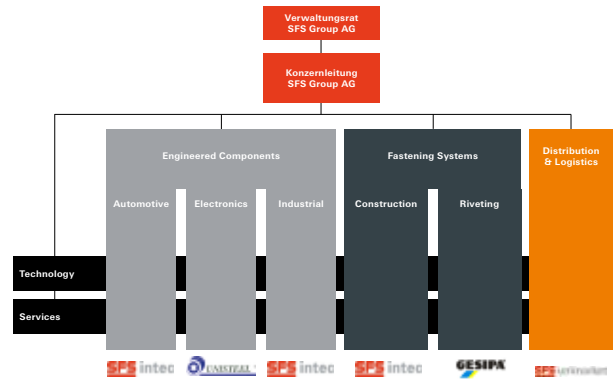 Verwaltungsrat
SFS Group AG
Konzernleitung
SFS Group AG
Engineered Components
Fastening Systems
Distribution
& Logistics
Automotive
Electronics
Industrial
Construction
Riveting
Technology
Services
SFS intec
UNISTEEL
SFS intec
SFS intec
GESIPA
SFS unimarket